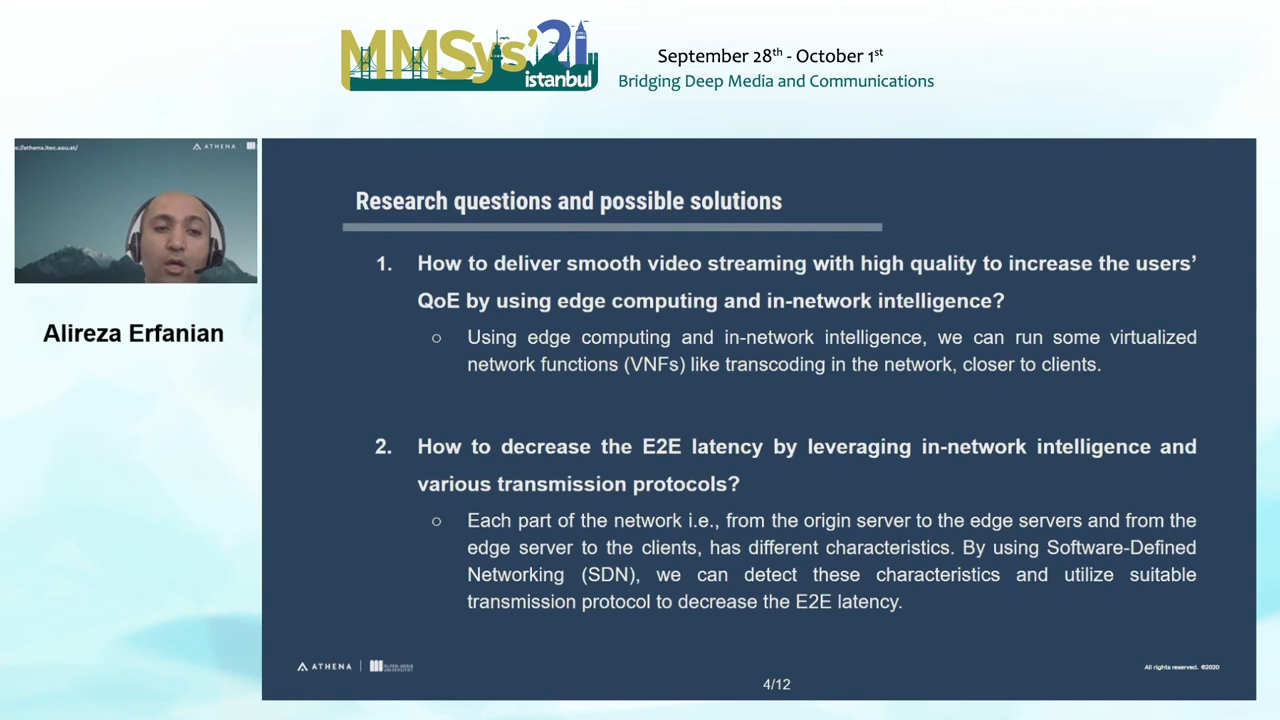 MMSys'21
istanbul
September 28th - October 1st
Bridging Deep Media and Communications
ATHENA
Alireza Erfanian
Research questions and possible solutions
1. How to deliver smooth video streaming with high quality to increase the users'
QoE by using edge computing and in-network intelligence?
○ Using edge computing and in-network intelligence, we can run some virtualized
network functions (VNFs) like transcoding in the network, closer to clients.
2. How to decrease the E2E latency by leveraging in-network intelligence and
various transmission protocols?
○ Each part of the network i.e., from the origin server to the edge servers and from the
edge server to the clients, has different characteristics. By using Software-Defined
Networking (SDN), we can detect these characteristics and utilize suitable
transmission protocol to decrease the E2E latency.
ATHENA
All rights reserved. ©2020
4/12